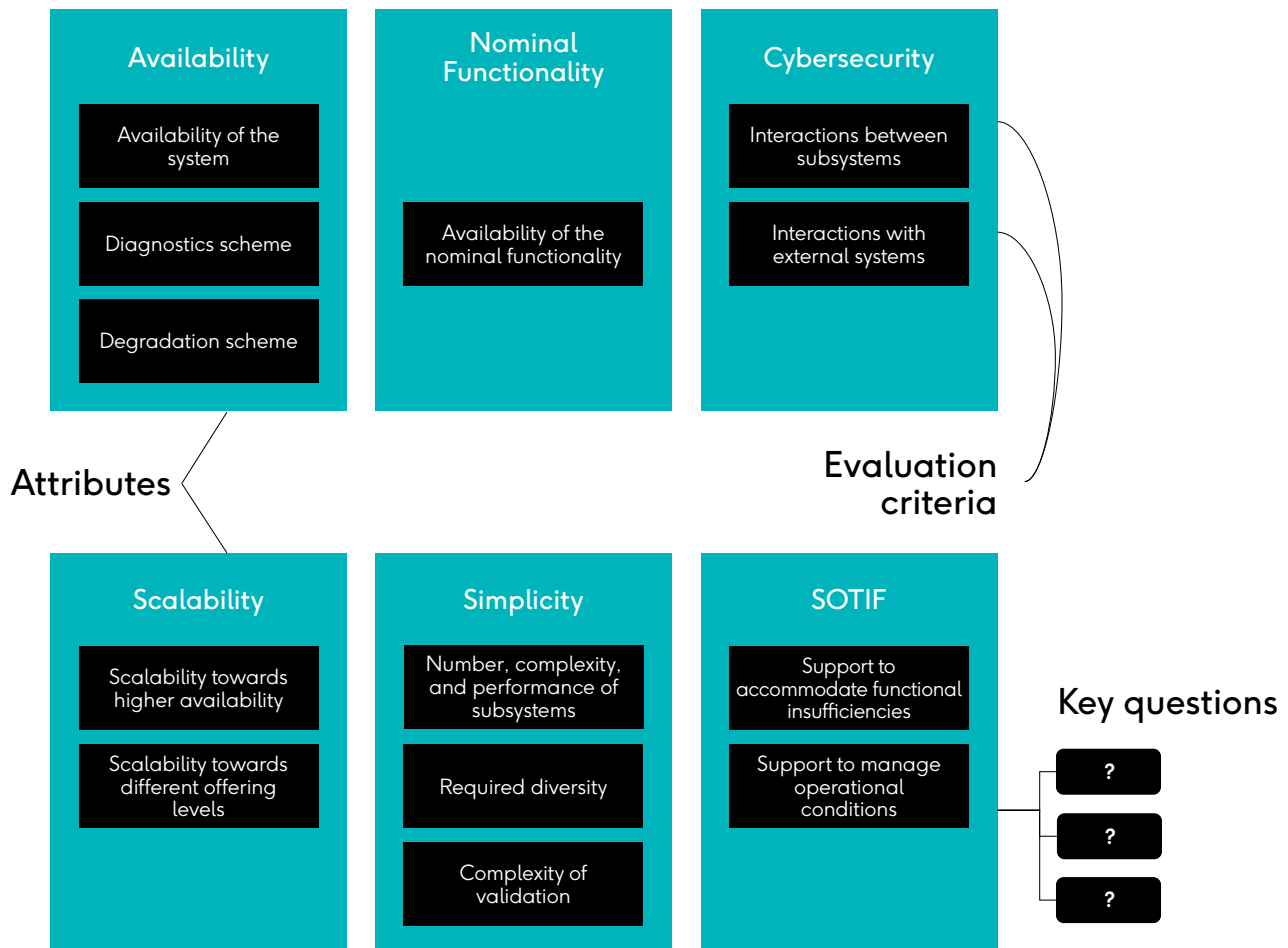 Availability
Availability of the
system
Diagnostics scheme
Degradation scheme
Nominal
Functionality
Availability of the
nominal functionality
Cybersecurity
Interactions between
subsystems
Interactions with
external systems
Attributes
Evaluation
criteria
Scalability
Scalability towards
higher availability
Scalability towards
different offering
levels
Simplicity
Number, complexity,
and performance of
subsystems
Required diversity
Complexity of
validation
SOTIF
Support to
accommodate functional
insufficiencies
Support to manage
operational
conditions
Key questions
?
?
?